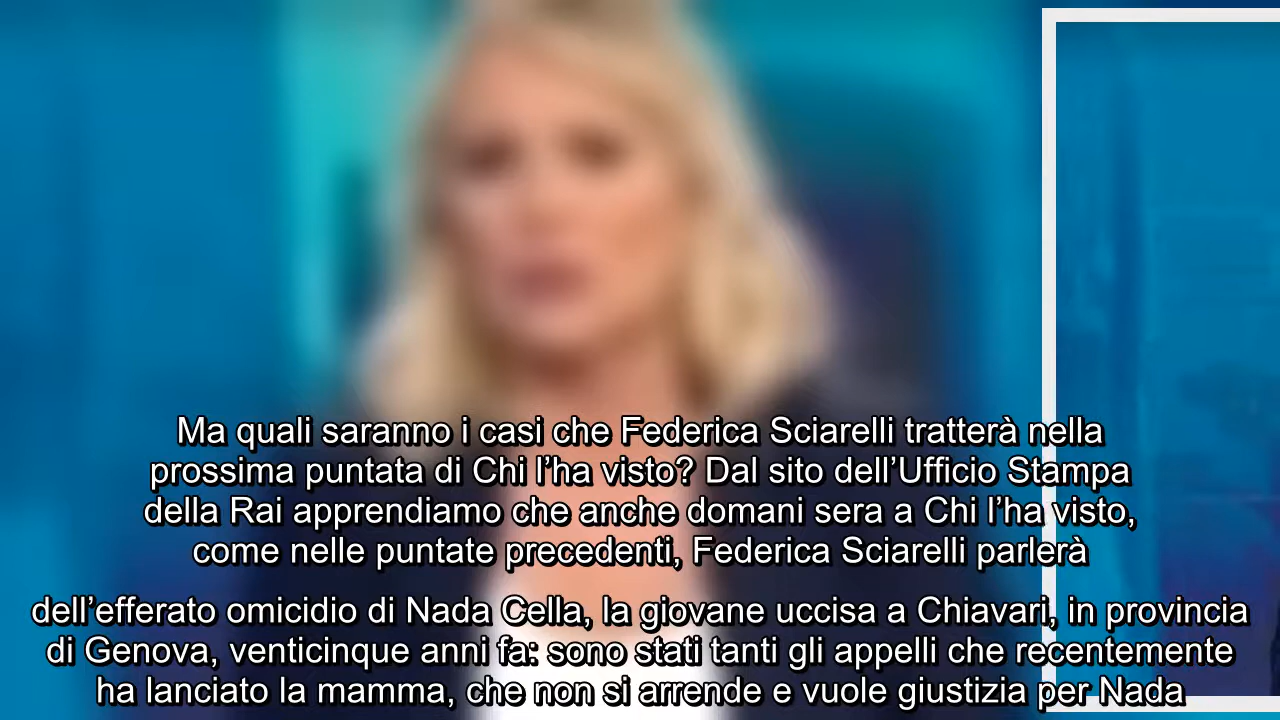 Ma quali saranno i casi che Federica Sciarelli tratterà nella
prossima puntata di Chi l’ha visto? Dal sito dell’Ufficio Stampa
della Rai apprendiamo che anche domani sera a Chi l’ha visto,
come nelle puntate precedenti, Federica Sciarelli parlerà
dell’efferato omicidio di Nada Cella, la giovane uccisa a Chiavari, in provincia
di Genova, venticinque anni fa: sono stati tanti gli appelli che recentemente
ha lanciato la mamma, che non si arrende e vuole giustizia per Nada